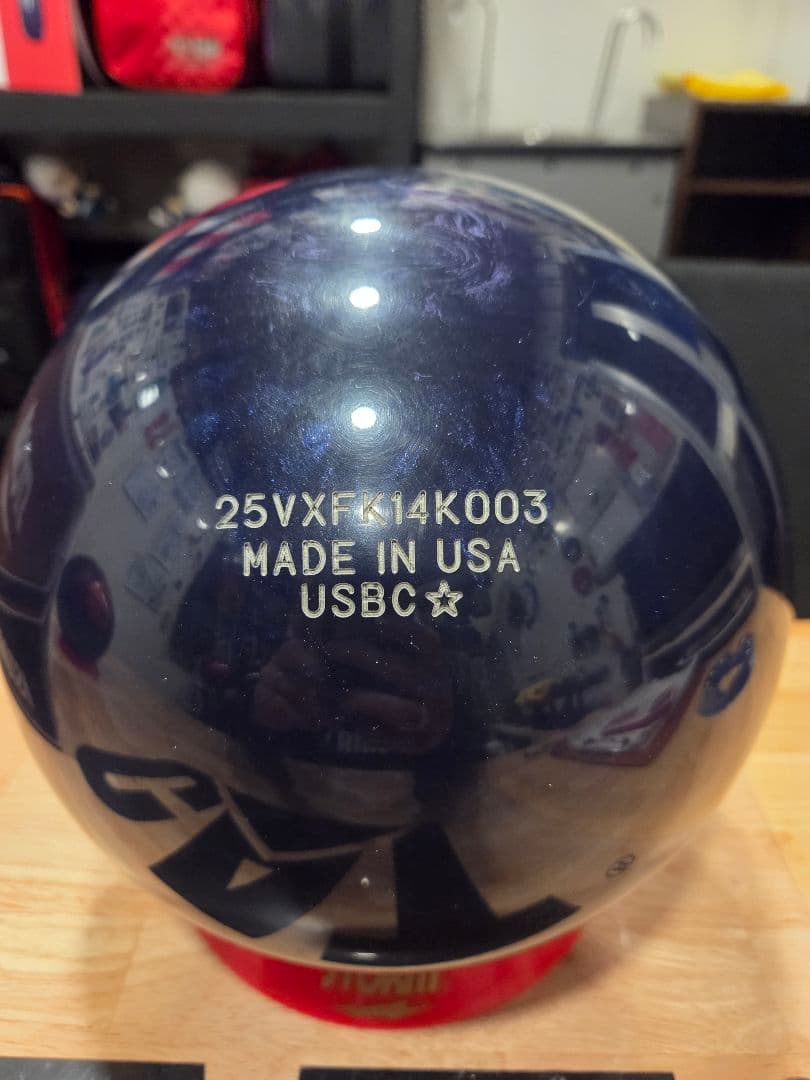 25VXFK14K003
MADE IN USA
USBC☆